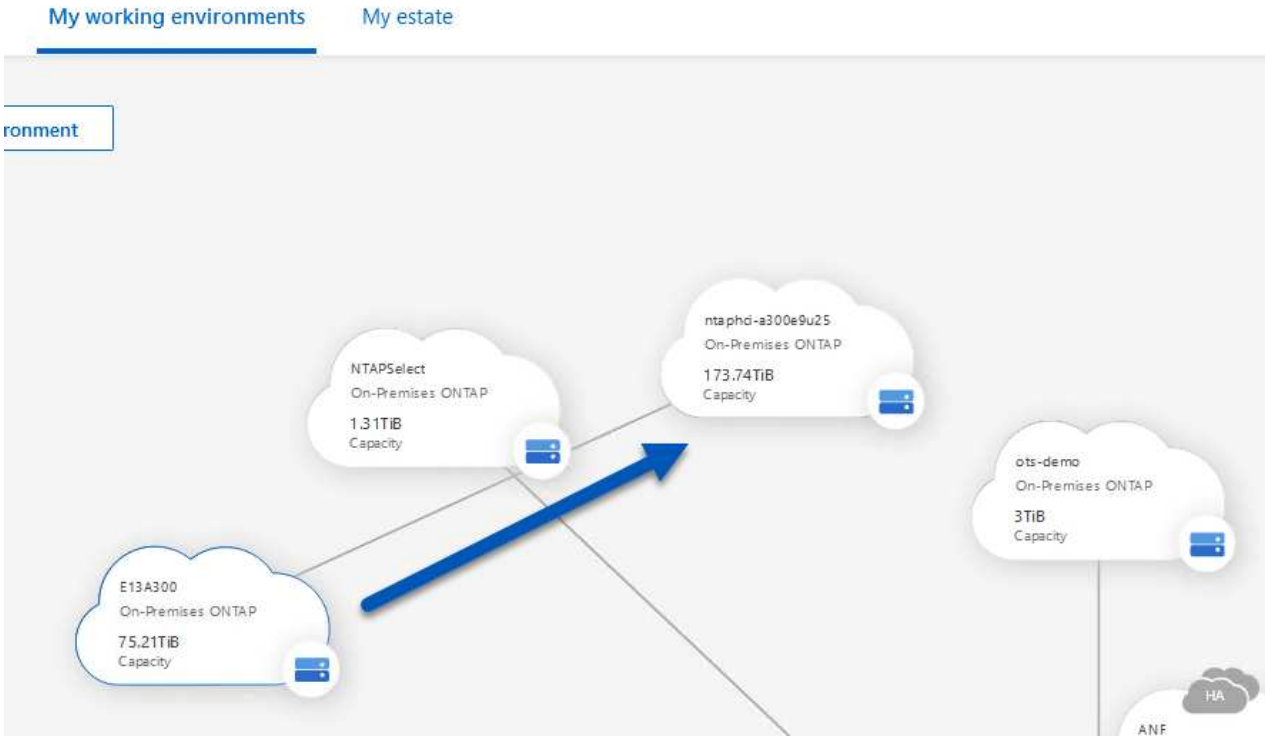 My working environments
My estate
ronment
ntaphci-a300e9u25
On-Premises ONTAP
173.74TiB
Capacity
NTAPSelect
On-Premises ONTAP
1.31TiB
Capacity
ots-demo
On-Premises ONTAP
3TiB
Capacity
E13A300
On-Premises ONTAP
75.21TiB
Capacity
HA
ANF